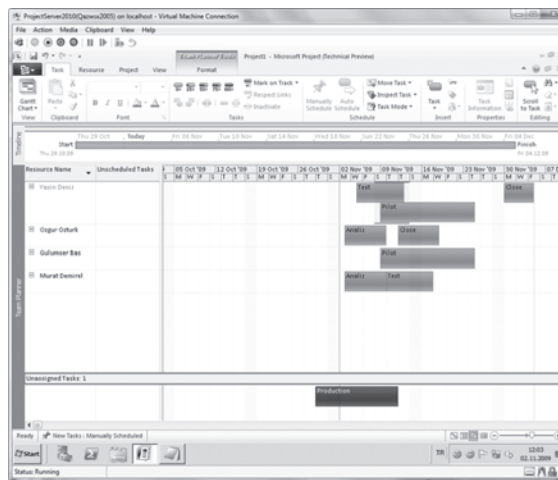 ProjectServer2010(Qazwsx2005) on localhost - Virtual Machine Connection
File Action Media Clipboard View Help
Team Planner Tools Project1 - Microsoft Project (Technical Preview)
Task Resource Project View Format
Gantt Chart Paste B I U Mark on Track Respect Links Inactivate Manually Schedule Auto Schedule Move Task Inspect Task Task Mode Task Task Information Scroll to Task
View Clipboard Font Tasks Schedule Insert Properties Editing
Timeline
Thu 29 Oct Today Fri 06 Nov Tue 10 Nov Sat 14 Nov Wed 18 Nov Sun 22 Nov Thu 26 Nov Mon 30 Nov Fri 04 Dec
Start Finish
Thu 29.10.09 Fri 04.12.09
Resource Name Unscheduled Tasks 05 Oct '09 12 Oct '09 19 Oct '09 26 Oct '09 02 Nov '09 09 Nov '09 16 Nov '09 23 Nov '09 30 Nov '09 07 D
S M W F S T T S M W F S T T S M W F S T T S M W F S T T S M W F S T
Team Planner
Yasin Deniz Test Close
Pilot
Ozgur Ozturk Analiz Close
Gulumser Bas Pilot
Murat Demirel Analiz Test
Unassigned Tasks: 1
Production
Ready New Tasks : Manually Scheduled
Start TR 12:03
02.11.2009
Status: Running